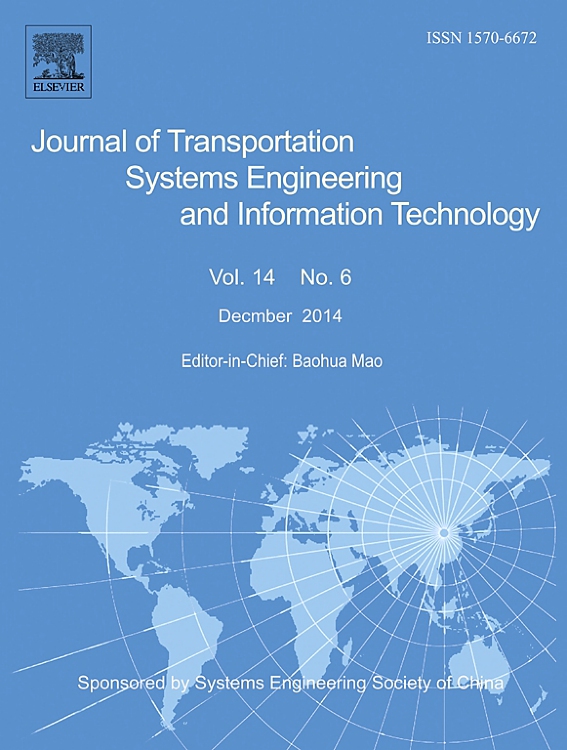 ISSN 1570-6672
ELSEVIER
Journal of Transportation
Systems Engineering
and Information Technology
Vol. 14 No. 6
Decmber 2014
Editor-in-Chief: Baohua Mao
Sponsored by Systems Engineering Society of China